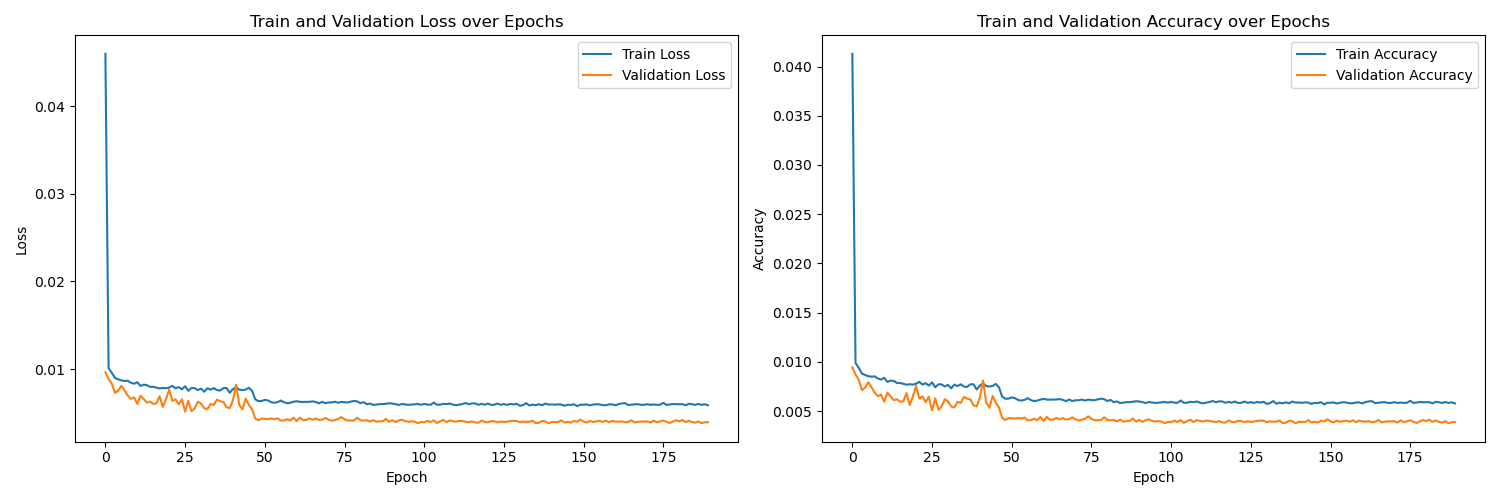 Train and Validation Loss over Epochs
Train Loss
Validation Loss
0.04
0.03
0.02
0.01
Loss
0
25
50
75
100
125
150
175
Epoch
Train and Validation Accuracy over Epochs
Train Accuracy
Validation Accuracy
0.040
0.035
0.030
0.025
0.020
0.015
0.010
0.005
Accuracy
0
25
50
75
100
125
150
175
Epoch